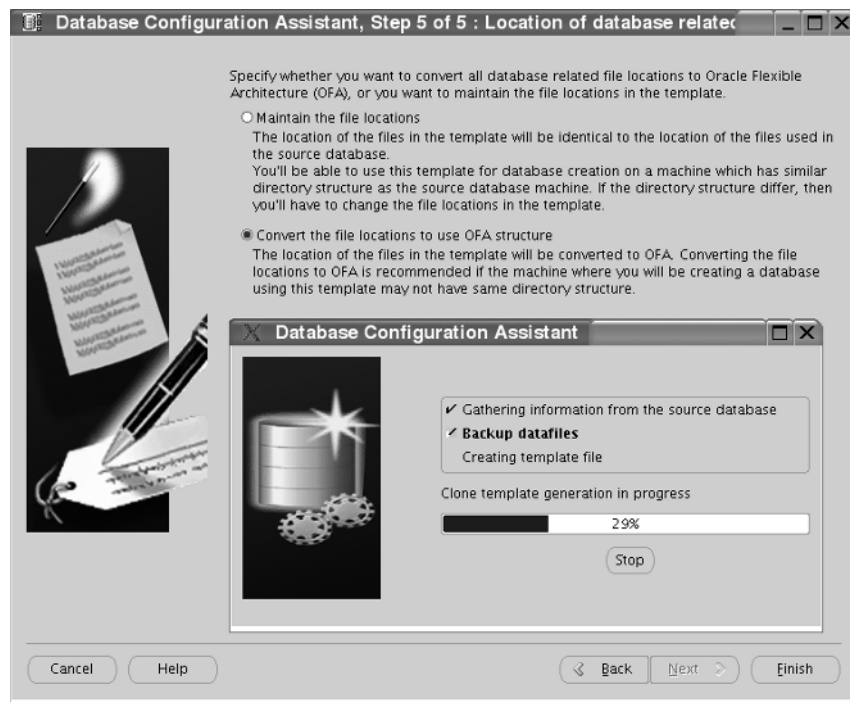 Database Configuration Assistant, Step 5 of 5 : Location of database related
Specify whether you want to convert all database related file locations to Oracle Flexible
Architecture (OFA), or you want to maintain the file locations in the template.
Maintain the file locations
The location of the files in the template will be identical to the location of the files used in
the source database.
You'll be able to use this template for database creation on a machine which has similar
directory structure as the source database machine. If the directory structure differ, then
you'll have to change the file locations in the template.
Convert the file locations to use OFA structure
The location of the files in the template will be converted to OFA. Converting the file
locations to OFA is recommended if the machine where you will be creating a database
using this template may not have same directory structure.
Database Configuration Assistant
Gathering information from the source database
Backup datafiles
Creating template file
Clone template generation in progress
29%
Stop
Cancel
Help
Back
Next
Finish